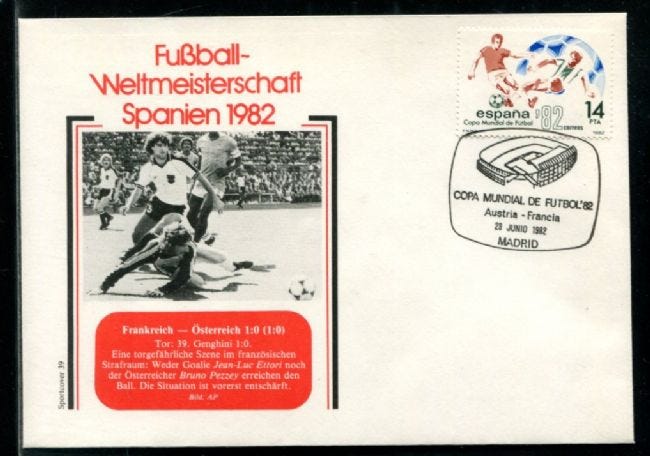 Fußball-
Weltmeisterschaft
Spanien 1982
españa '82
Copa Mundial de Fútbol
CORREOS
14
PTA
1982
COPA MUNDIAL DE FUTBOL'82
Austria - Francia
28 JUNIO 1982
MADRID
Frankreich — Österreich 1:0 (1:0)
Tor: 39. Genghini 1:0.
Eine torgefährliche Szene im französischen
Strafraum: Weder Goalie Jean-Luc Ettori noch
der Österreicher Bruno Pezzey erreichen den
Ball. Die Situation ist vorerst entschärft.
Bild. AP
Sportcover 39